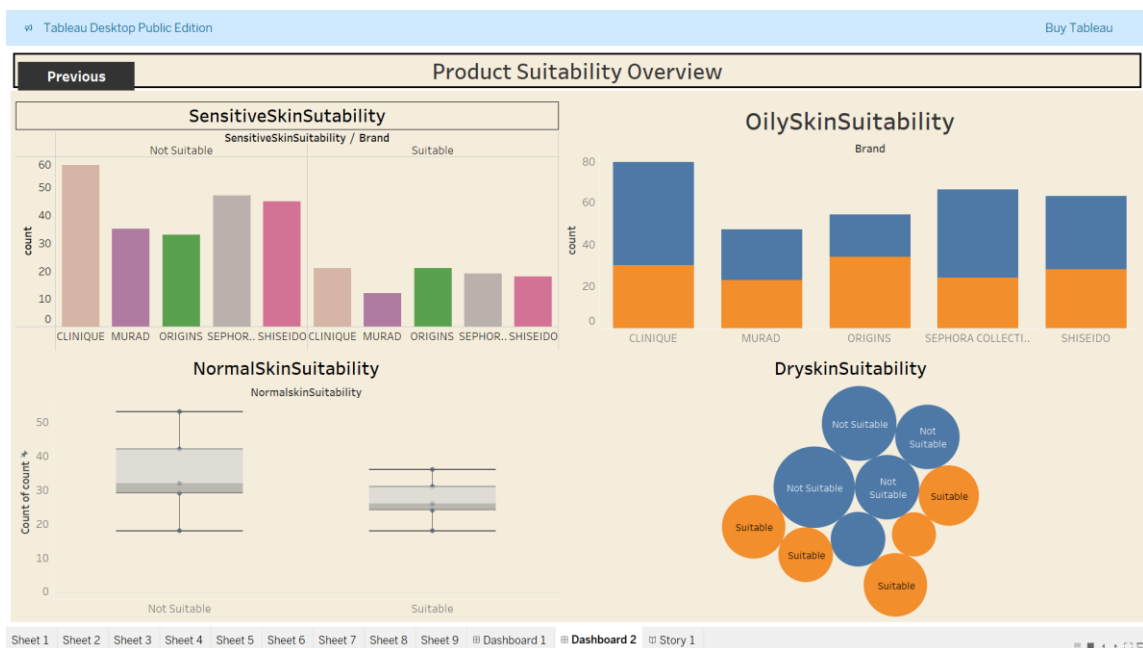 Tableau Desktop Public Edition
Buy Tableau
Previous
Product Suitability Overview
SensitiveSkinSutability
SensitiveSkinSuitability / Brand
Not Suitable
Suitable
60
50
40
30
20
10
0
count
CLINIQUE MURAD ORIGINS SEPHOR.. SHISEIDO CLINIQUE MURAD ORIGINS SEPHOR.. SHISEIDO
OilySkinSuitability
Brand
80
60
40
20
0
count
CLINIQUE MURAD ORIGINS SEPHORA COLLECTI.. SHISEIDO
NormalSkinSuitability
NormalskinSuitability
50
40
30
20
10
0
Count of count
Not Suitable
Suitable
DryskinSuitability
Not Suitable
Not
Suitable
Not Suitable
Not
Suitable
Suitable
Suitable
Suitable
Suitable
Sheet 1 Sheet 2 Sheet 3 Sheet 4 Sheet 5 Sheet 6 Sheet 7 Sheet 8 Sheet 9 Dashboard 1 Dashboard 2 Story 1